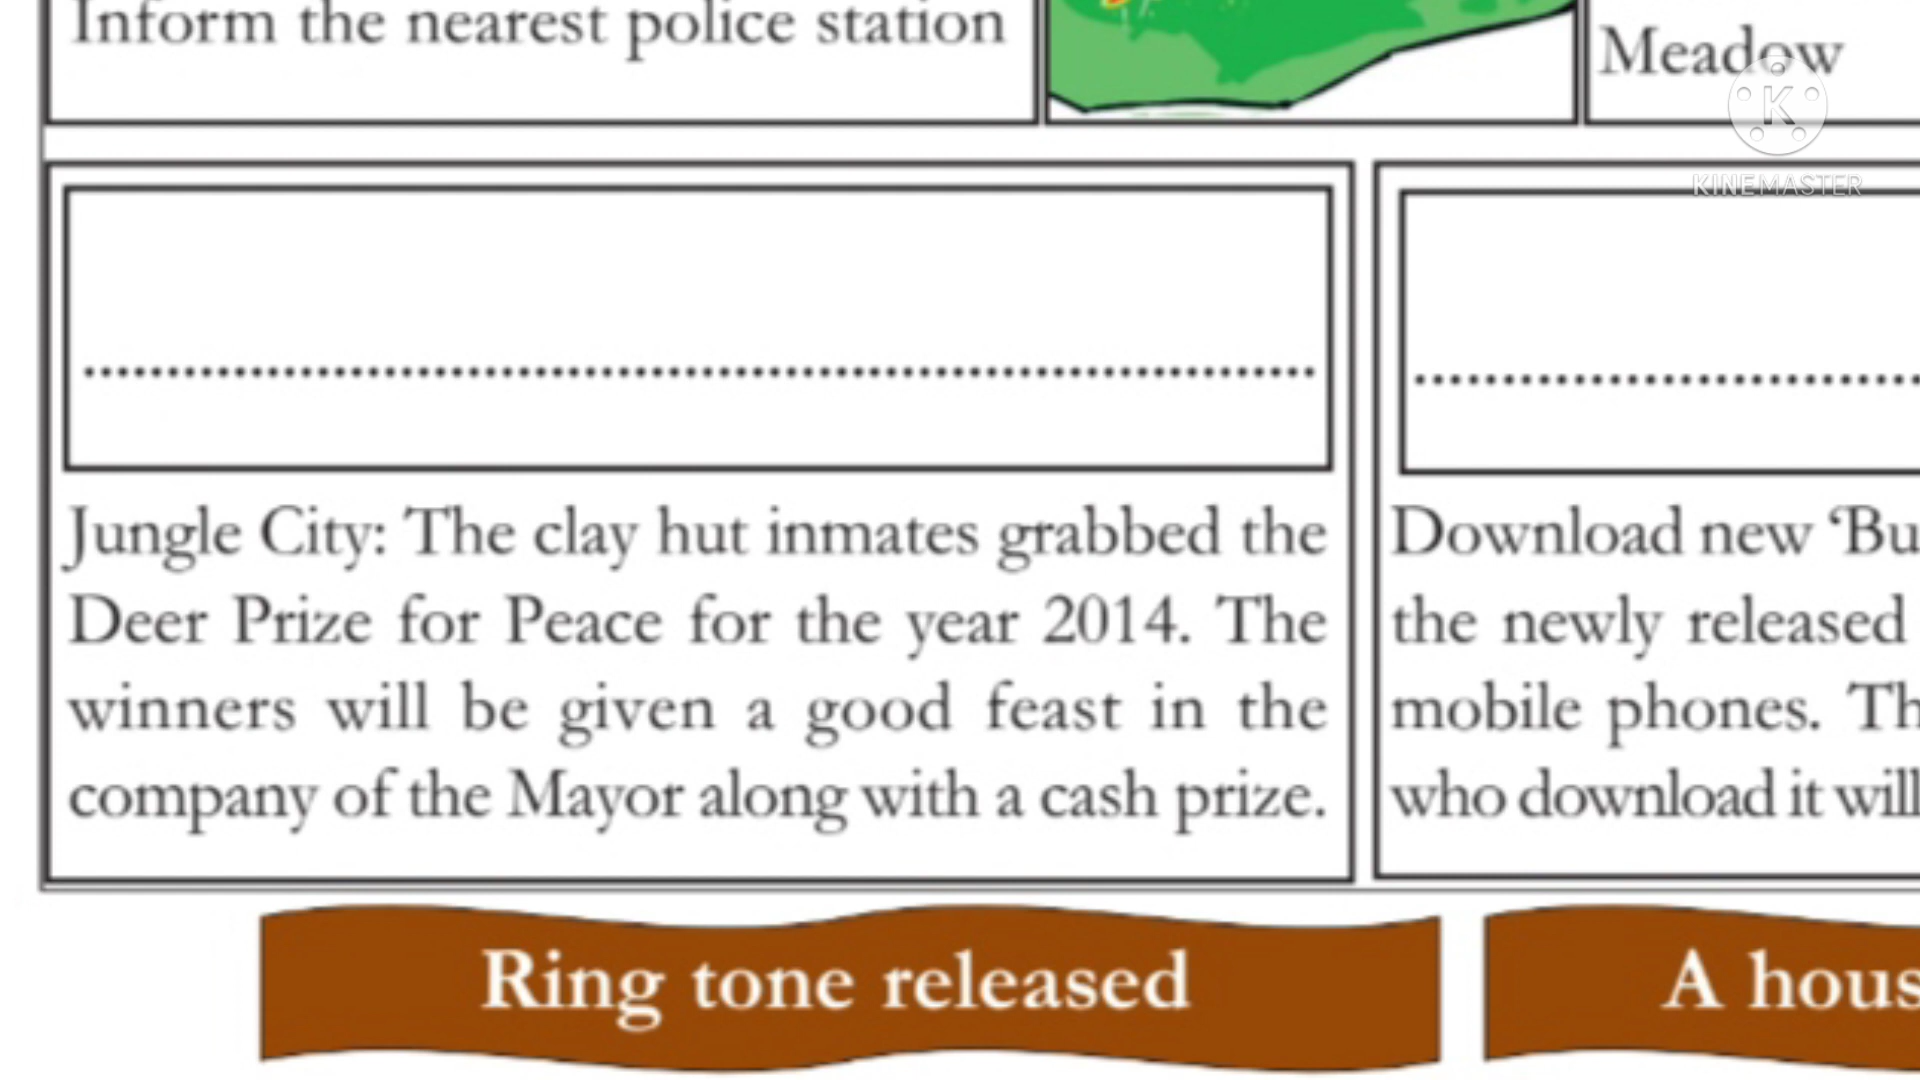 Inform the nearest police station
Meadow
KINEMASTER
Jungle City: The clay hut inmates grabbed the
Deer Prize for Peace for the year 2014. The
winners will be given a good feast in the
company of the Mayor along with a cash prize.
Download new ‘Bu
the newly released
mobile phones. Th
who download it will
Ring tone released
A hous